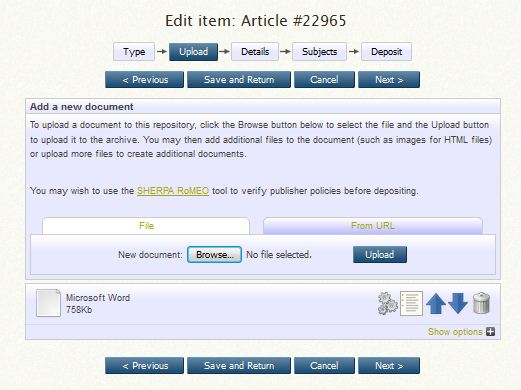 Edit item: Article #22965
Type → Upload → Details → Subjects → Deposit
< Previous Save and Return Cancel Next >
Add a new document
To upload a document to this repository, click the Browse button below to select the file and the Upload button
to upload it to the archive. You may then add additional files to the document (such as images for HTML files)
or upload more files to create additional documents.
You may wish to use the SHERPA RoMEO tool to verify publisher policies before depositing.
File From URL
New document: Browse... No file selected. Upload
Microsoft Word
758Kb
Show options
< Previous Save and Return Cancel Next >